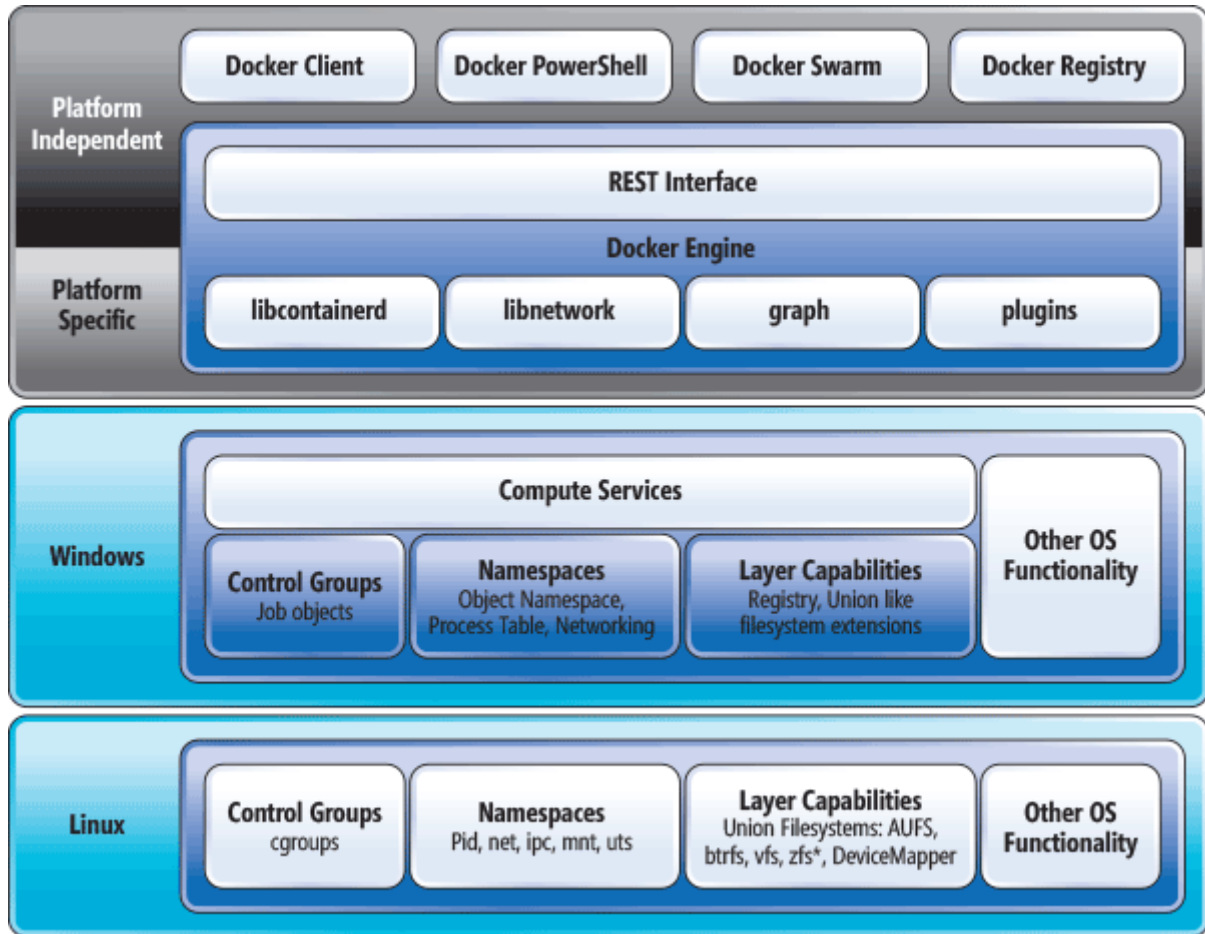 Docker Client
Docker PowerShell
Docker Swarm
Docker Registry
Platform
Independent
REST Interface
Docker Engine
Platform
Specific
libcontainerd
libnetwork
graph
plugins
Windows
Compute Services
Control Groups
Job objects
Namespaces
Object Namespace,
Process Table, Networking
Layer Capabilities
Registry, Union like
filesystem extensions
Other OS
Functionality
Linux
Control Groups
cgroups
Namespaces
Pid, net, ipc, mnt, uts
Layer Capabilities
Union Filesystems: AUFS,
btrfs, vfs, zfs*, DeviceMapper
Other OS
Functionality